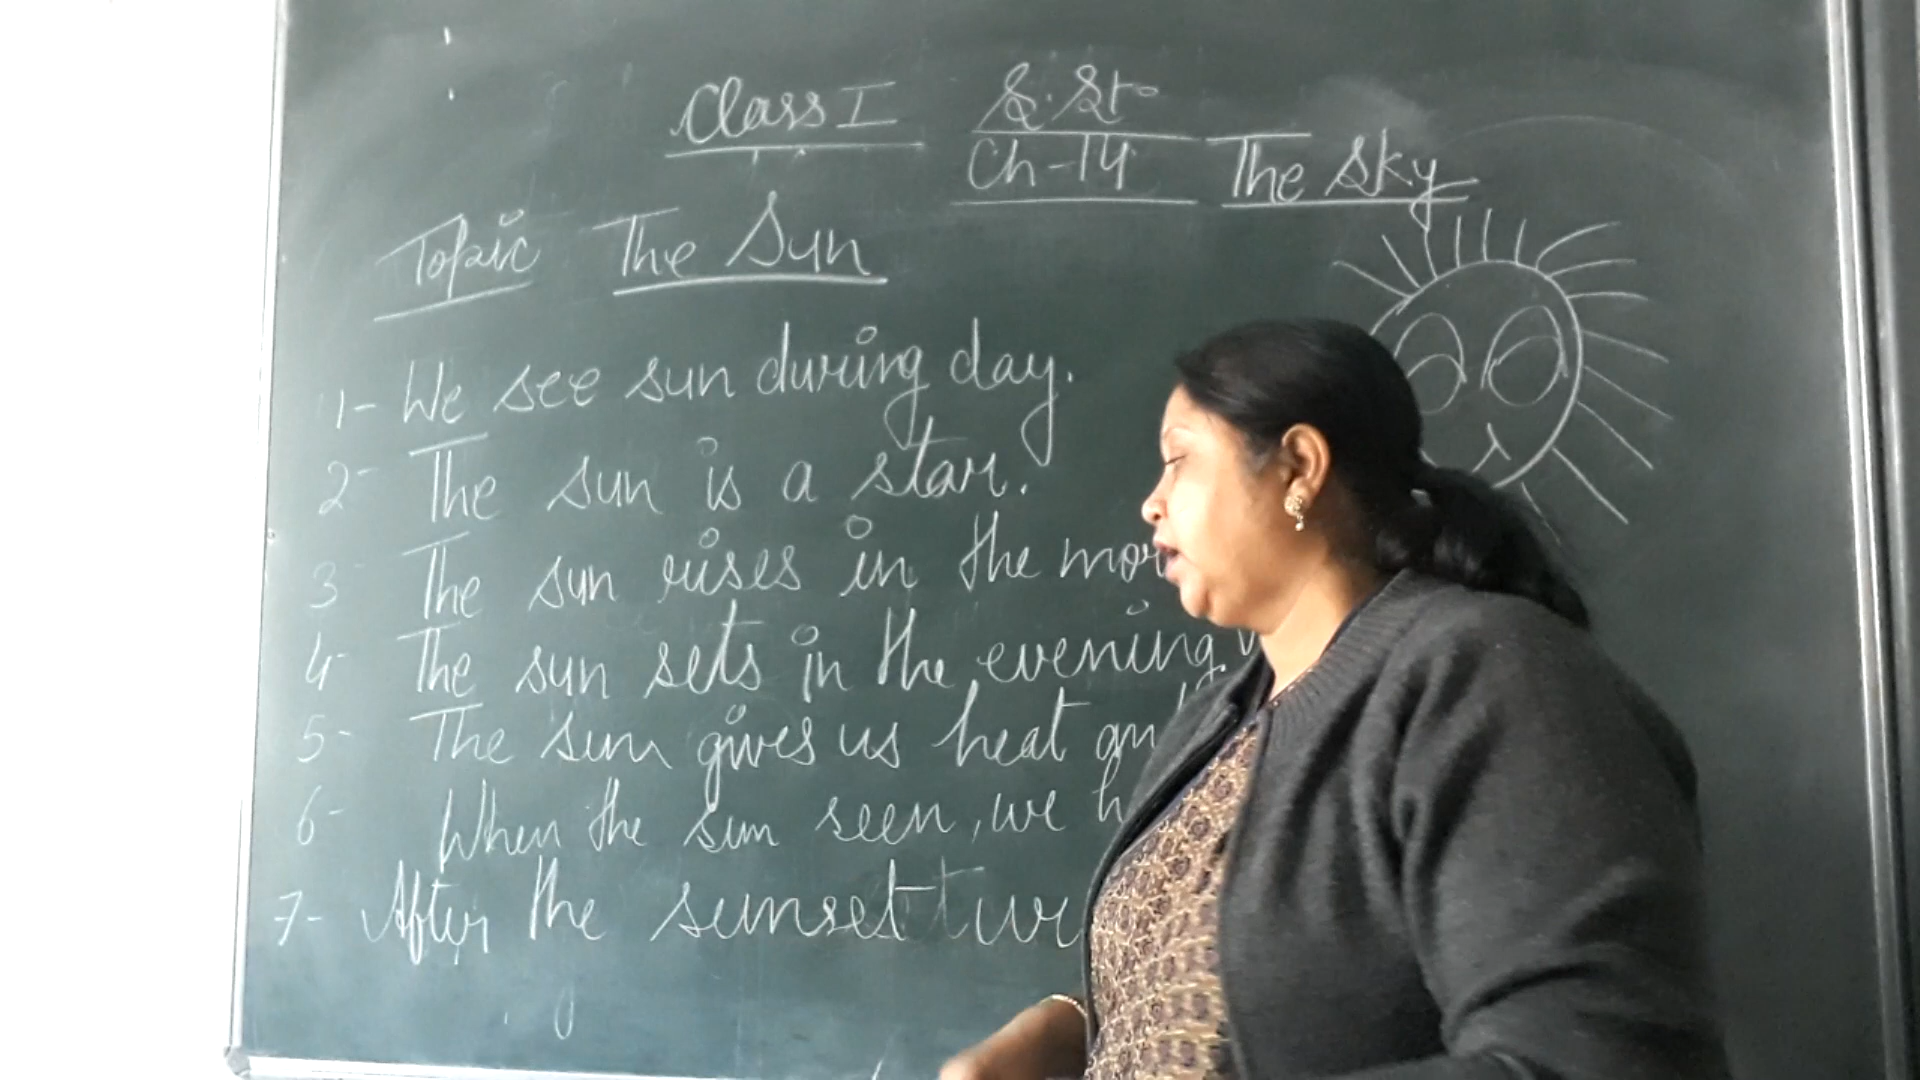 Class I S.St
Ch-14 The Sky
Topic The Sun
1- We see sun during day.
2- The sun is a star.
3- The sun rises in the mor
4- The sun sets in the evening.
5- The sun gives us heat an
6- When the sun seen, we h
7- After the sunset we